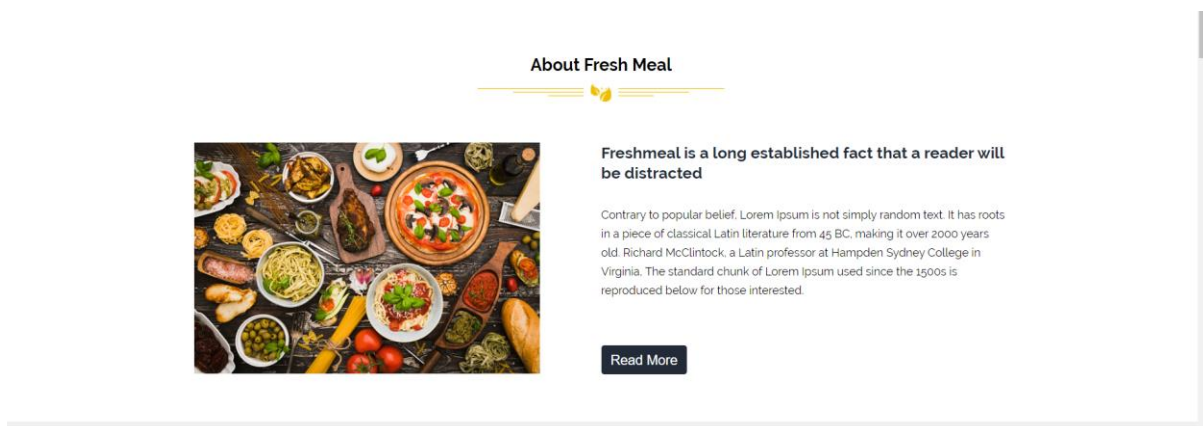 About Fresh Meal
Freshmeal is a long established fact that a reader will
be distracted
Contrary to popular belief, Lorem Ipsum is not simply random text. It has roots
in a piece of classical Latin literature from 45 BC, making it over 2000 years
old. Richard McClintock, a Latin professor at Hampden Sydney College in
Virginia, The standard chunk of Lorem Ipsum used since the 1500s is
reproduced below for those interested.
Read More